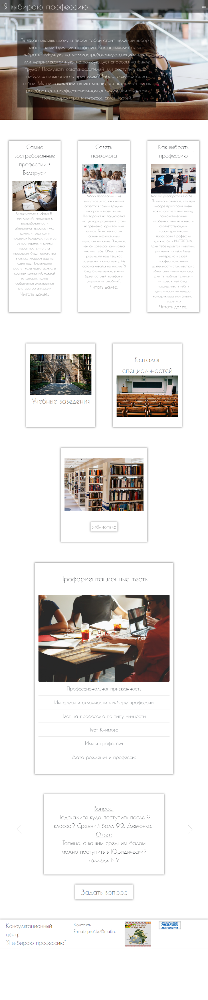 Я выбираю профессию
Ты заканчиваешь школу и перед тобой стоит нелегкий выбор -
выбор твоей будущей професии. Как определиться, что
выбрать? Модную, но маловостребованную специальность,
или непривлекательную, но пользующуся спросом на рынке
труда? Послушать совета родителей или поступить куда-
нибудь за компанию с приятелем? Выбор, разумеется, за
тобой. Мы не навязываем своего мнения, мы пытаемся помочь
разобраться в профессиональном определении с учетом
твоего характера, интересов, склонностей.
Самые
востребованные
профессии в
Беларуси
Специалисты в сфере IT-
технологий. Тенденция к
востребованности
айтишников вызревает уже
долгих 4 года, как в
пределах Беларуси, так и за
ее границами, и велика
вероятность, что эта
профессия будет оставаться
в списке лидеров еще не
один год. Повсеместно
растет количество мелких и
крупных компаний, каждой
из которых нужна
собственная электронная
система организации
Читать далее..
Советы
психолога
Выбор профессии – не
минутное дело, оно может
оказаться самым трудным
выбором в твоей жизни.
Постарайся не поддаваться
на уговоры родителей стать
непременно юристом или
врачом. Ты можешь стать
самым несчастливым
юристом на свете. Подумай,
чем бы хотелось заниматься
именно тебе. Обязательно
размышляй над тем, как
осуществить свою мечту. Не
останавливайся на мысли: "Я
буду бизнесменом, у меня
будет сотовый телефон и
дорогой автомобиль!".
Читать далее..
Как выбрать
профессию
Как же разобраться в себе –
Психологи считают, что при
выборе профессии очень
важно соответствие между
психологическими
особенностями человека и
соответствующими
характеристиками
профессии. Профессия
должна быть ИНТЕРЕСНА.
Если тебе нравятся животные,
растения, то тебе будет
интересно в своей
профессиональной
деятельности сталкиваться с
объектами живой природы.
Если ты любишь технику, –
интерес к ней будет
поддерживать тебя в
деятельности инженера-
конструктора или физика-
теоретика.
Читать далее..
Учебные заведения
Каталог
специальностей
Библиотека
Профориентационные тесты
Профессиональная привязанность
Интересы и склонности в выборе профессии
Тест на профессию по типу личности
Тест Климова
Имя и профессия
Дата рождения и профессия
Вопрос:
Подскажите куда поступить после 9
класса? Средний балл 9.2. Девчонка.
Ответ:
Татьяна, с вашим средним балом
можно поступить в Юридический
колледж БГУ
Задать вопрос
Консультационный
центр
"Я выбираю профессию"
Контакты:
E-mail: prof_kc@mail.ru
ЭЛЕКТРОННЫЙ
СПРАВОЧНИК
АБИТУРИЕНТА